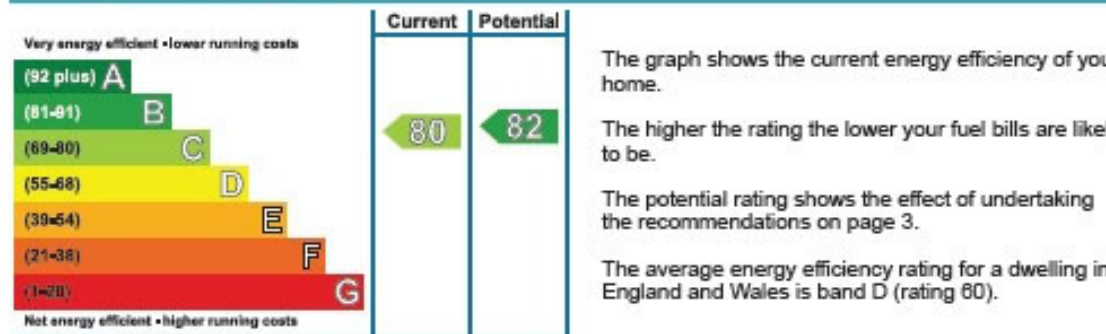 Current Potential
Very energy efficient - lower running costs
(92 plus) A
(81-91) B
(69-80) C
(55-68) D
(39-54) E
(21-38) F
(1-20) G
Not energy efficient - higher running costs
80
82
The graph shows the current energy efficiency of you
home.
The higher the rating the lower your fuel bills are likel
to be.
The potential rating shows the effect of undertaking
the recommendations on page 3.
The average energy efficiency rating for a dwelling in
England and Wales is band D (rating 60).